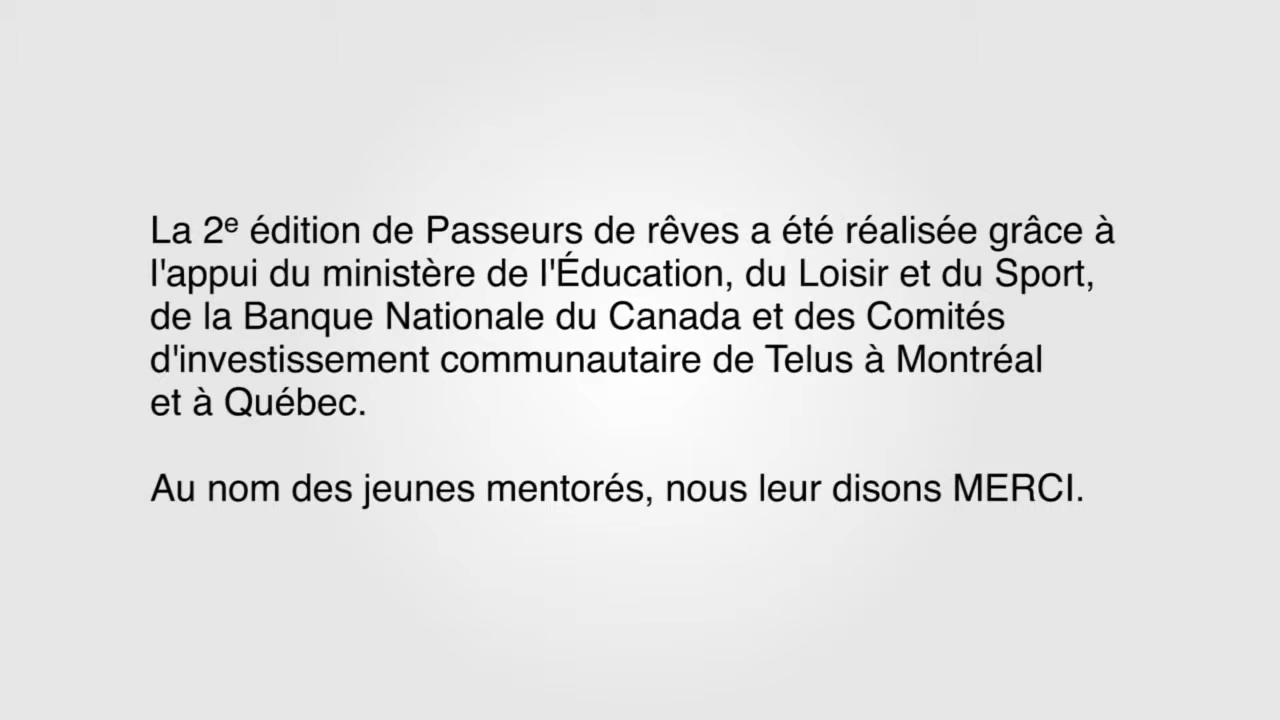 La 2ᵉ édition de Passeurs de rêves a été réalisée grâce à
l'appui du ministère de l'Éducation, du Loisir et du Sport,
de la Banque Nationale du Canada et des Comités
d'investissement communautaire de Telus à Montréal
et à Québec.
Au nom des jeunes mentorés, nous leur disons MERCI.